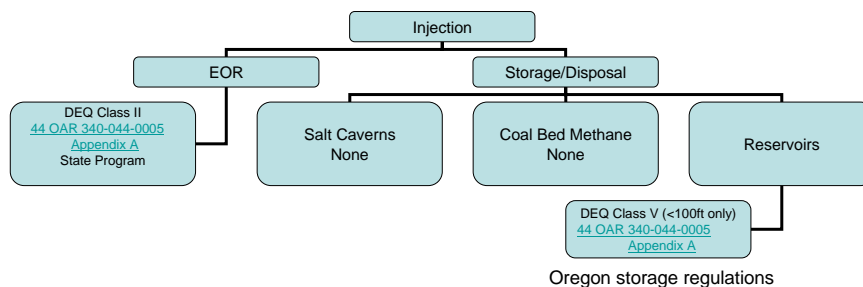 Injection
EOR
Storage/Disposal
DEQ Class II
44 OAR 340-044-0005
Appendix A
State Program
Salt Caverns
None
Coal Bed Methane
None
Reservoirs
DEQ Class V (<100ft only)
44 OAR 340-044-0005
Appendix A
Oregon storage regulations